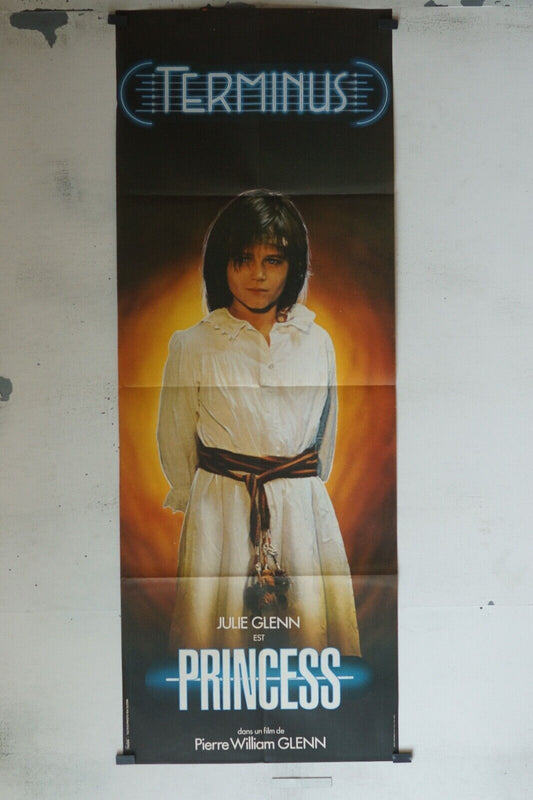 TERMINUS
JULIE GLENN
EST
PRINCESS
dans un film de
Pierre William GLENN